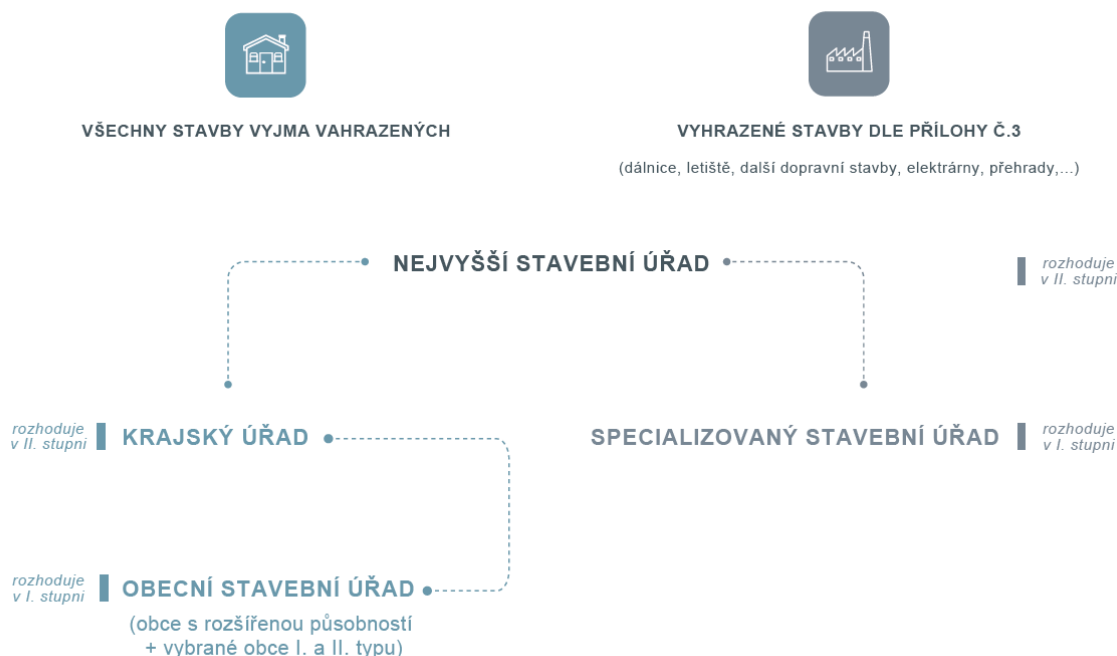 VŠECHNY STAVBY VYJMA VAHRAZENÝCH
VYHRAZENÉ STAVBY DLE PŘÍLOHY Č.3
(dálnice, letiště, další dopravní stavby, elektrárny, přehrady,...)
NEJVYŠŠÍ STAVEBNÍ ÚŘAD
rozhoduje
v II. stupni
rozhoduje
v II. stupni
KRAJSKÝ ÚŘAD
SPECIALIZOVANÝ STAVEBNÍ ÚŘAD
rozhoduje
v I. stupni
rozhoduje
v I. stupni
OBECNÍ STAVEBNÍ ÚŘAD
(obce s rozšířenou působností
+ vybrané obce I. a II. typu)